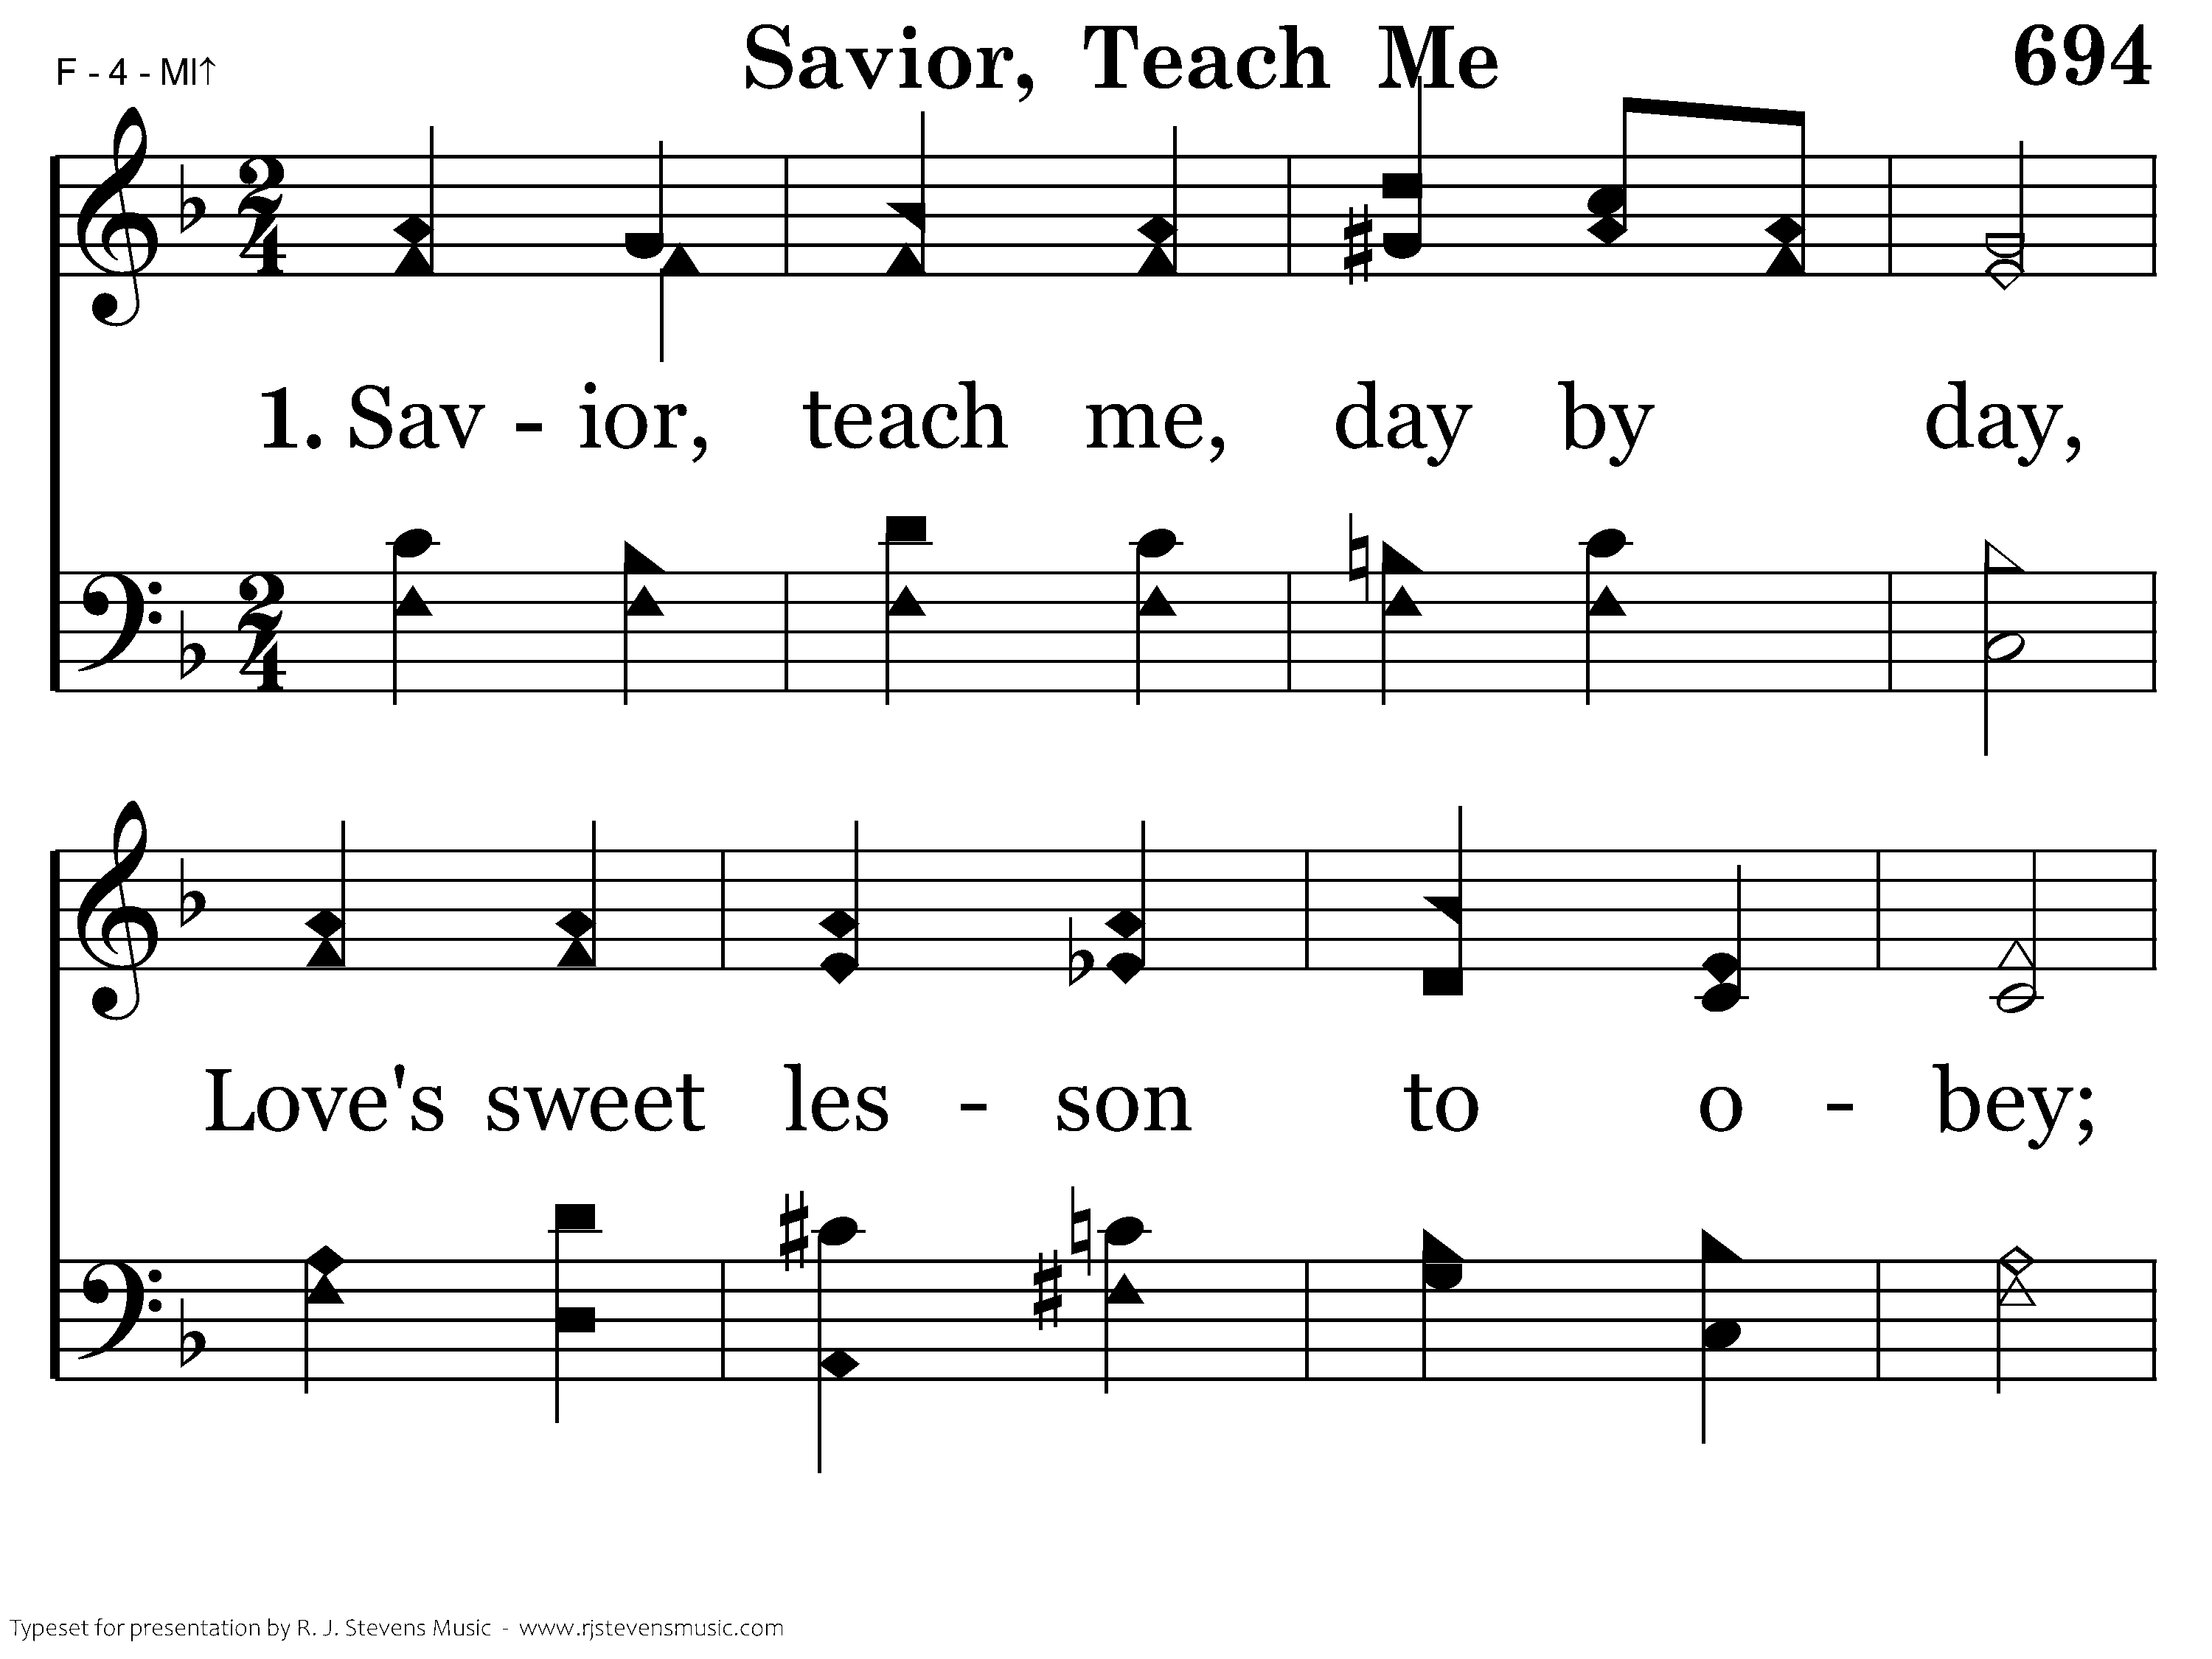 F - 4 - MI↑ Savior, Teach Me 694
1. Sav - ior, teach me, day by day,
Love's sweet les - son to o - bey;
Typeset for presentation by R. J. Stevens Music - www.rjstevensmusic.com